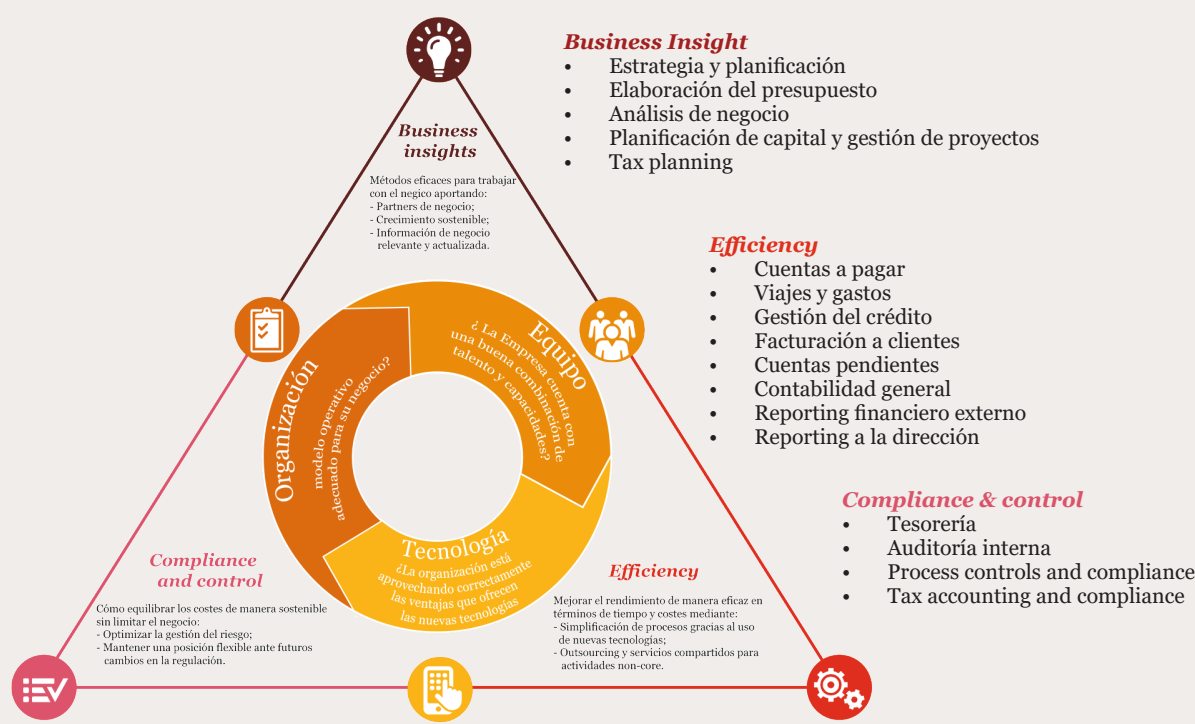 Business Insight
• Estrategia y planificación
• Elaboración del presupuesto
• Análisis de negocio
• Planificación de capital y gestión de proyectos
• Tax planning
Business
insights
Métodos eficaces para trabajar
con el negico aportando:
- Partners de negocio;
- Crecimiento sostenible;
- Información de negocio
relevante y actualizada.
Efficiency
• Cuentas a pagar
• Viajes y gastos
• Gestión del crédito
• Facturación a clientes
• Cuentas pendientes
• Contabilidad general
• Reporting financiero externo
• Reporting a la dirección
Organización
modelo operativo
adecuado para su negocio?
Equipo
¿ La Empresa cuenta con
una buena combinación de
talento y capacidades?
Tecnología
¿La organización está
aprovechando correctamente
las ventajas que ofrecen
las nuevas tecnologías
Compliance & control
• Tesorería
• Auditoría interna
• Process controls and compliance
• Tax accounting and compliance
Compliance
and control
Cómo equilibrar los costes de manera sostenible
sin limitar el negocio:
- Optimizar la gestión del riesgo;
- Mantener una posición flexible ante futuros
cambios en la regulación.
Efficiency
Mejorar el rendimiento de manera eficaz en
términos de tiempo y costes mediante:
- Simplificación de procesos gracias al uso
de nuevas tecnologías;
- Outsourcing y servicios compartidos para
actividades non-core.